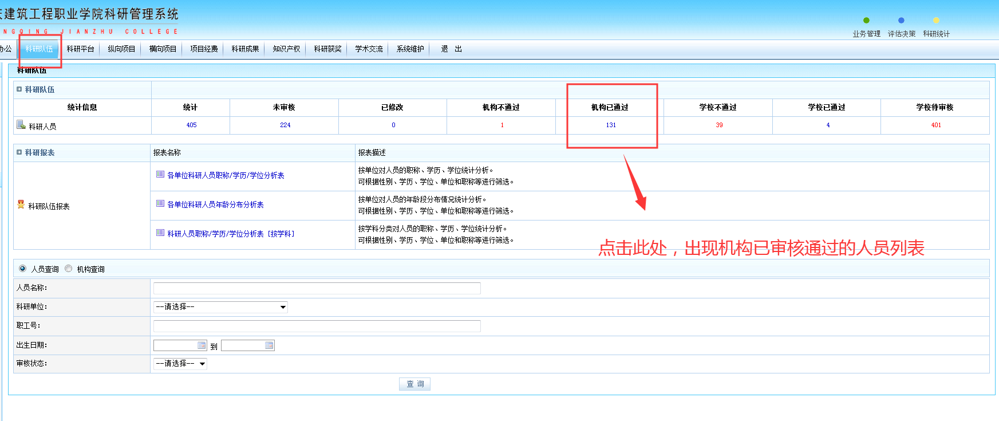 建筑工程职业学院科研管理系统
NGQING JIANZHU COLLEGE
业务管理 评估决策 科研统计
办公 科研队伍 科研平台 纵向项目 横向项目 项目经费 科研成果 知识产权 科研获奖 学术交流 系统维护 退 出
科研队伍
科研队伍
统计信息 统计 未审核 已修改 机构不通过 机构已通过 学校不通过 学校已通过 学校待审核
科研人员 405 224 0 1 131 39 4 401
科研报表 报表名称 报表描述
科研队伍报表
各单位科研人员职称/学历/学位分析表
按单位对人员的职称、学历、学位统计分析。
可根据性别、学历、学位、单位和职称等进行筛选。
各单位科研人员年龄分布分析表
按单位对人员的年龄段分布情况统计分析。
可根据性别、学历、学位、单位和职称等进行筛选。
科研人员职称/学历/学位分析表 [按学科]
按学科分类对人员的职称、学历、学位统计分析。
可根据性别、学历、学位、单位和职称等进行筛选。
点击此处，出现机构已审核通过的人员列表
人员查询 机构查询
人员名称:
科研单位: --请选择--
职工号:
出生日期: 到
审核状态: --请选择--
查 询